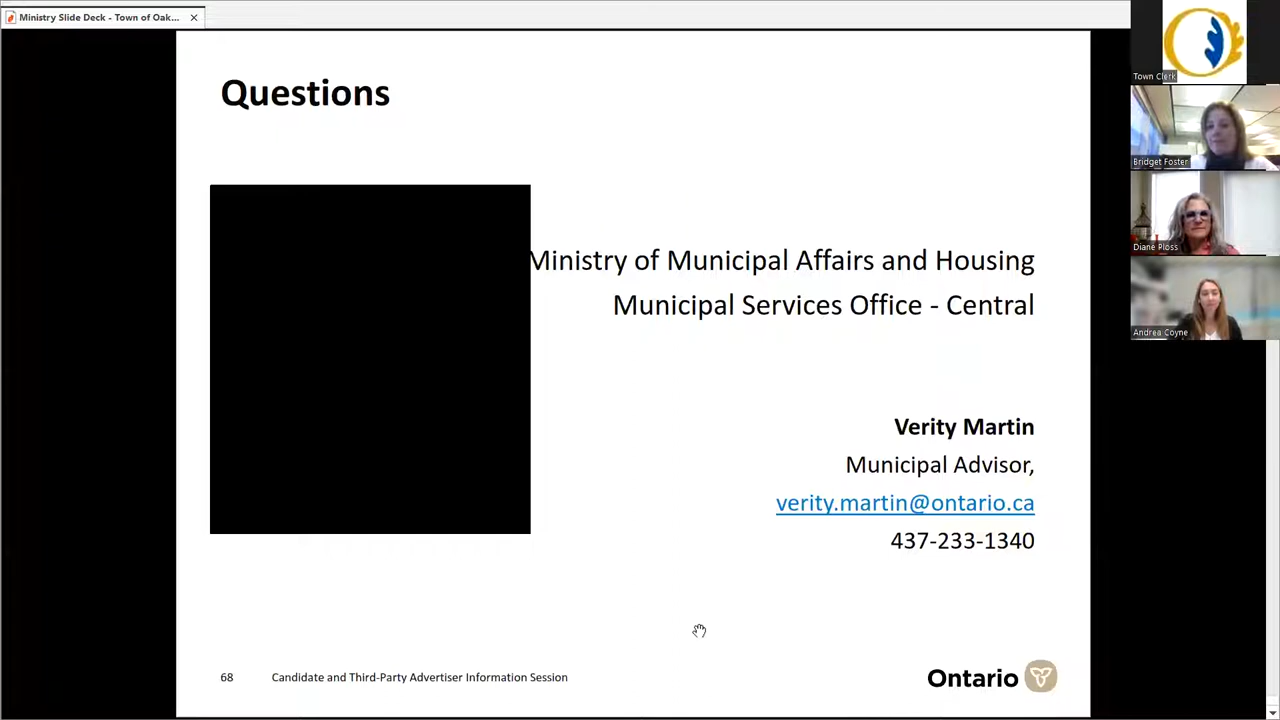 Ministry Slide Deck - Town of Oak...
Town Clerk
Bridget Foster
Diane Ploss
Andrea Coyne
Questions
Ministry of Municipal Affairs and Housing
Municipal Services Office - Central
Verity Martin
Municipal Advisor,
verity.martin@ontario.ca
437-233-1340
68
Candidate and Third-Party Advertiser Information Session
Ontario